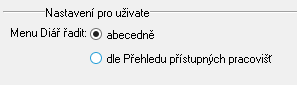 Nastavení pro uživate
Menu Diář řadit: abecedně
dle Přehledu přístupných pracovišť